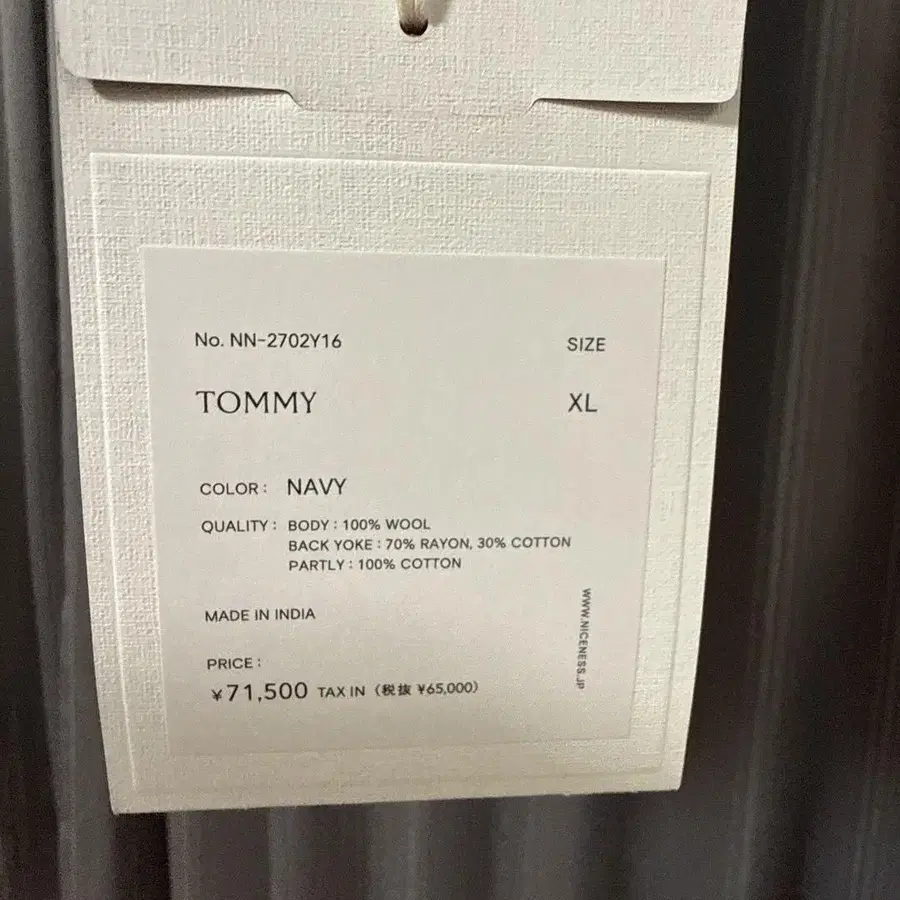 No. NN-2702Y16
SIZE
TOMMY
XL
COLOR : NAVY
QUALITY : BODY : 100% WOOL
BACK YOKE : 70% RAYON, 30% COTTON
PARTLY : 100% COTTON
MADE IN INDIA
WWW.NICENESS.JP
PRICE :
¥71,500 TAX IN (税抜 ¥65,000)